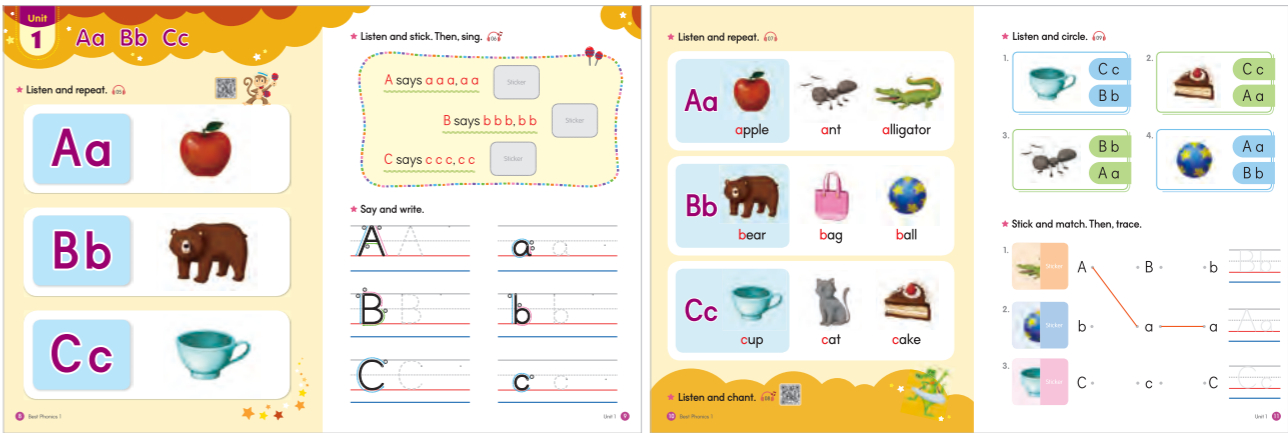 Unit
1
Aa Bb Cc
Listen and repeat.
Aa
Bb
Cc
8 Best Phonics 1
Listen and stick. Then, sing.
A says a a a, a a
Sticker
B says b b b, b b
Sticker
C says c c c, c c
Sticker
Say and write.
A A a a
B B b b
C C c c
Unit 1 9
Listen and repeat.
Aa
apple ant alligator
Bb
bear bag ball
Cc
cup cat cake
Listen and chant.
10 Best Phonics 1
Listen and circle.
1. C c
B b
2. C c
A a
3. B b
A a
4. A a
B b
Stick and match. Then, trace.
1. Sticker A B b Bb
2. Sticker b a a Aa
3. Sticker C c C Cc
Unit 1 11